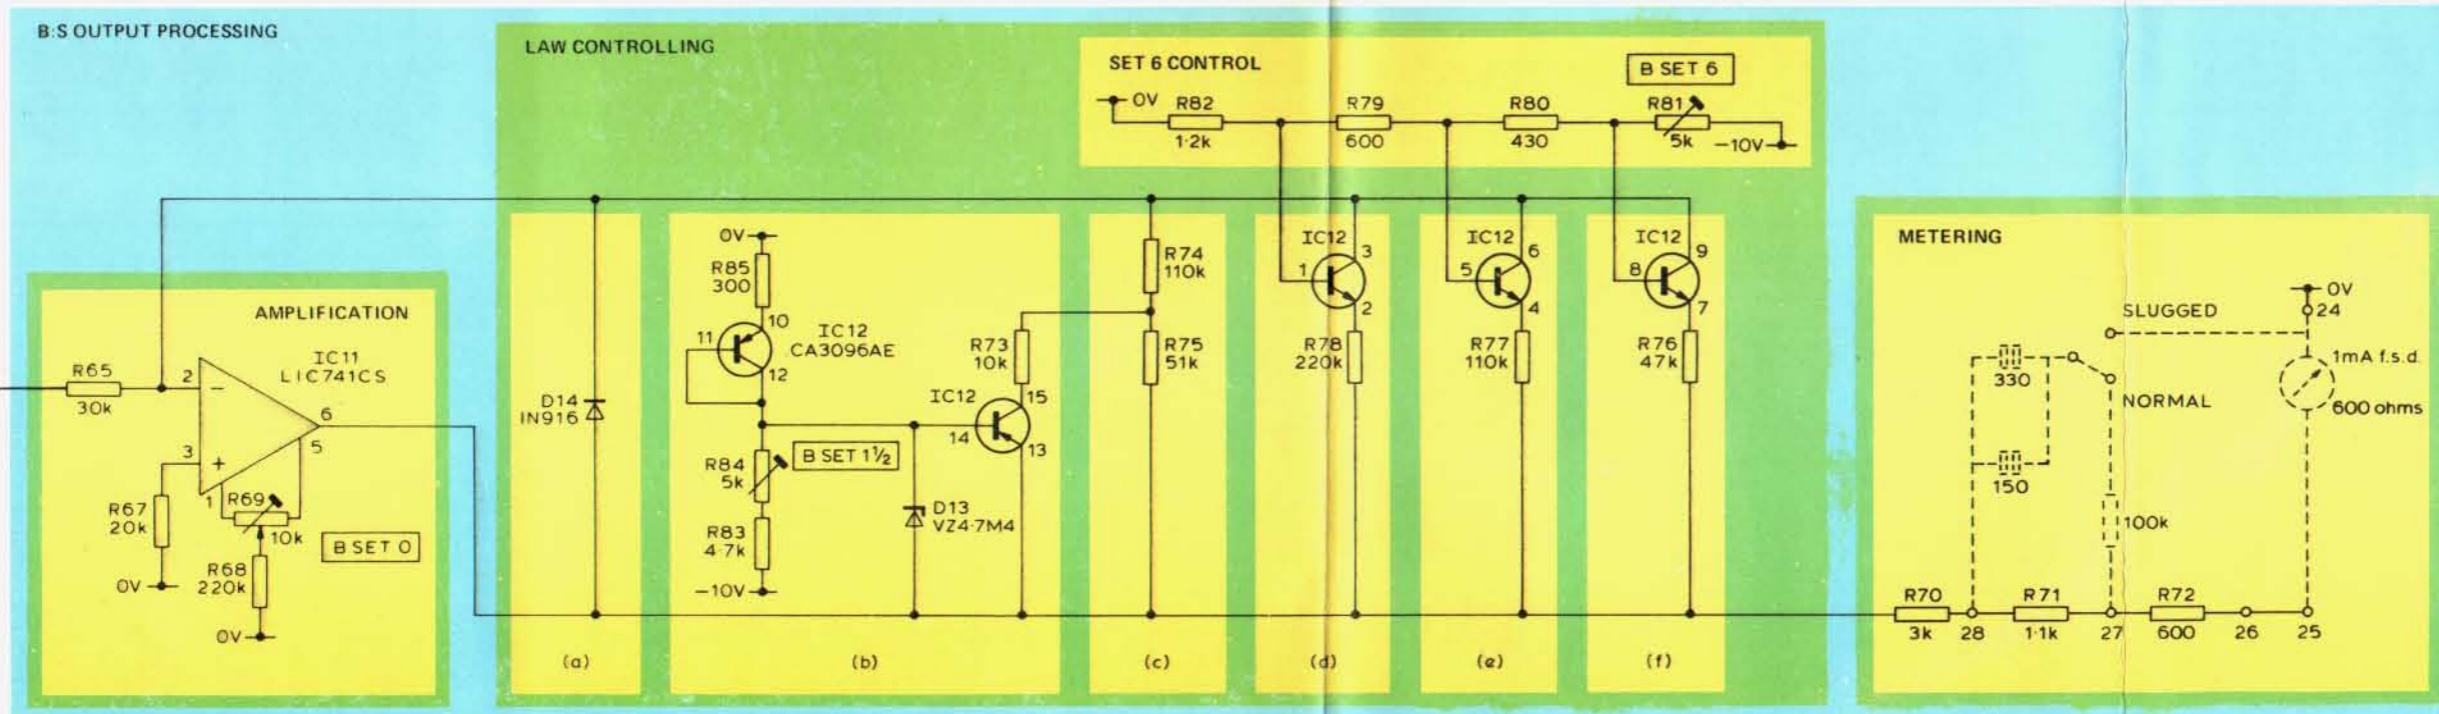 B:S OUTPUT PROCESSING
AMPLIFICATION
IC11
LIC741CS
R65
30k
2
3
6
5
1
R67
20k
0V
R69
10k
B SET 0
R68
220k
0V
LAW CONTROLLING
D14
IN916
(a)
0V
R85
300
10
11
12
IC12
CA3096AE
R84
5k
B SET 1½
R83
4·7k
-10V
R73
10k
IC12
15
14
13
D13
VZ4·7M4
(b)
R74
110k
R75
51k
(c)
SET 6 CONTROL
B SET 6
0V
R82
1·2k
R79
600
R80
430
R81
5k
-10V
IC12
3
1
2
R78
220k
(d)
IC12
6
5
4
R77
110k
(e)
IC12
9
8
7
R76
47k
(f)
METERING
0V
24
SLUGGED
1mA f.s.d.
600 ohms
330
NORMAL
150
100k
R70
3k
28
R71
1·1k
27
R72
600
26
25